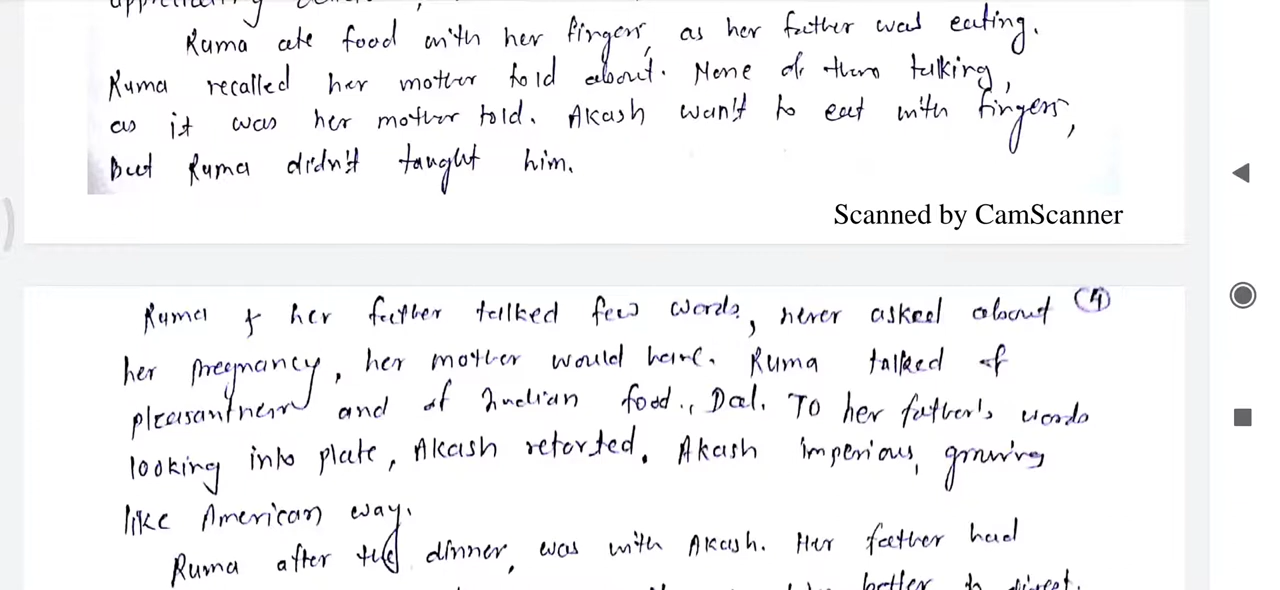 Ruma ate food with her fingers, as her father was eating.
Ruma recalled her mother told about. None of them talking,
as it was her mother told. Akash wan't to eat with fingers,
but Ruma didn't taught him.
Scanned by CamScanner
Ruma & her father talked few words, never asked about 4
her pregnancy, her mother would have. Ruma talked of
pleasantness and of Indian food., Dal. To her father's words
looking into plate, Akash retorted. Akash imperious, growing
like American way.
Ruma after the dinner, was with Akash. Her father had
better to